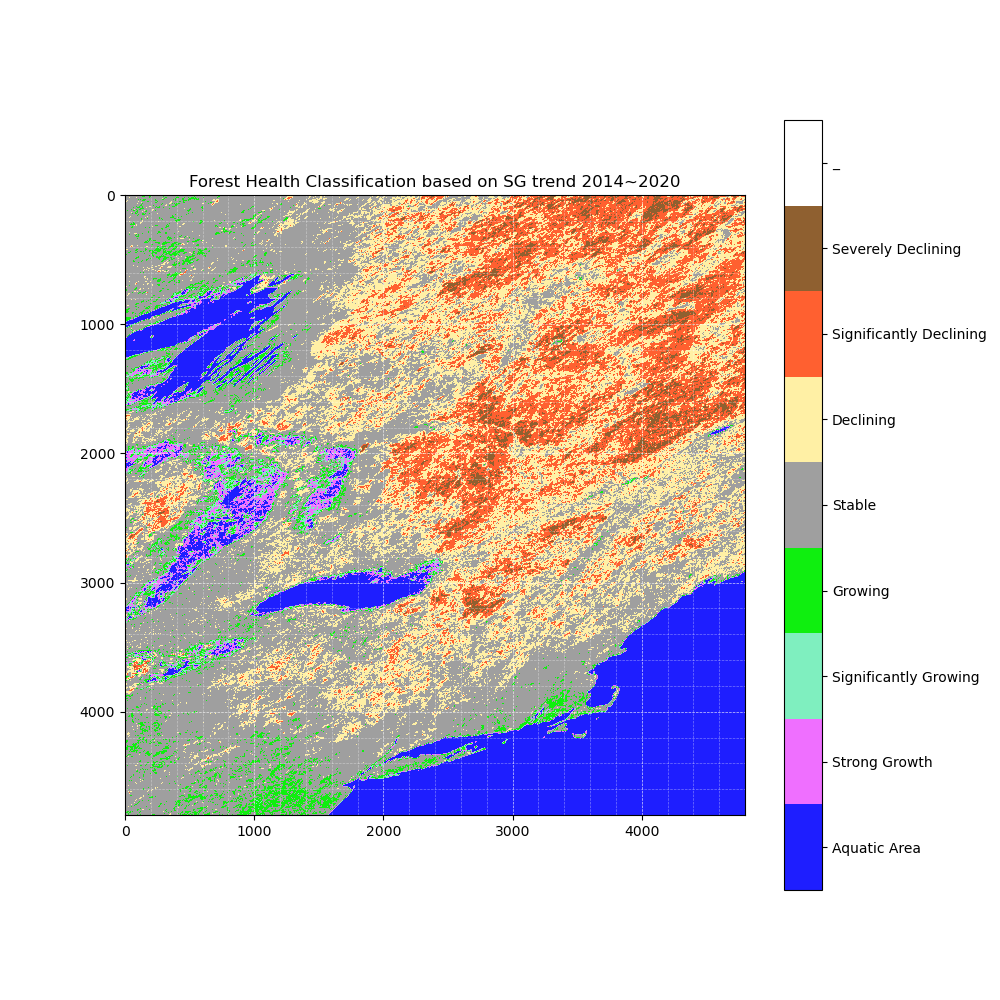 Forest Health Classification based on SG trend 2014~2020
0
1000
2000
3000
4000
0
1000
2000
3000
4000
_
Severely Declining
Significantly Declining
Declining
Stable
Growing
Significantly Growing
Strong Growth
Aquatic Area